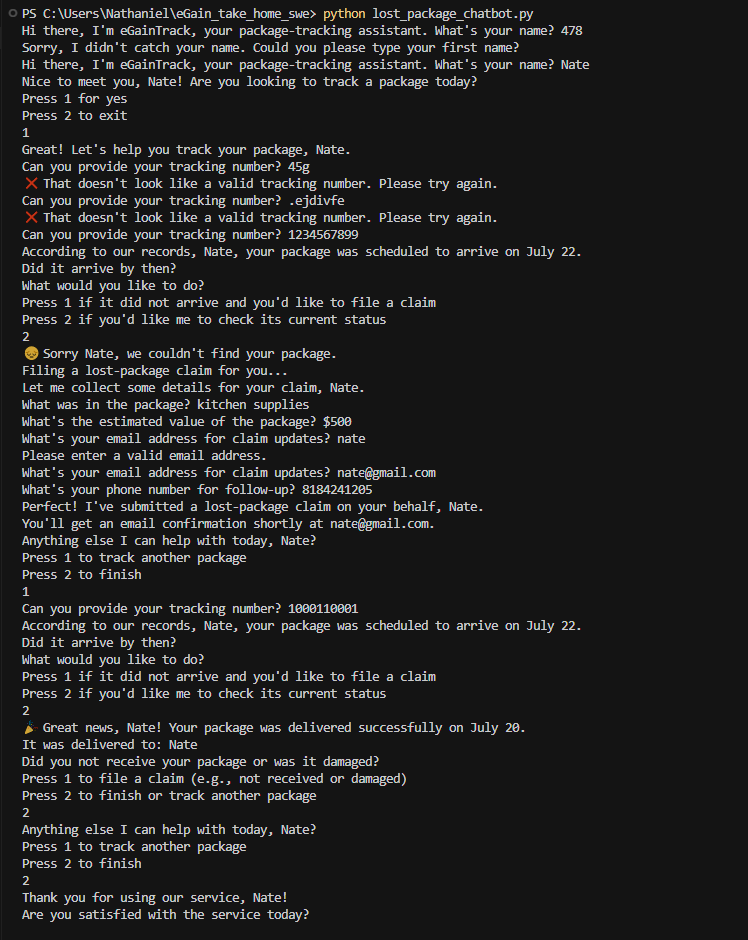 PS C:\Users\Nathaniel\eGain_take_home_swe> python lost_package_chatbot.py
Hi there, I'm eGainTrack, your package-tracking assistant. What's your name? 478
Sorry, I didn't catch your name. Could you please type your first name?
Hi there, I'm eGainTrack, your package-tracking assistant. What's your name? Nate
Nice to meet you, Nate! Are you looking to track a package today?
Press 1 for yes
Press 2 to exit
1
Great! Let's help you track your package, Nate.
Can you provide your tracking number? 45g
❌ That doesn't look like a valid tracking number. Please try again.
Can you provide your tracking number? .ejdivfe
❌ That doesn't look like a valid tracking number. Please try again.
Can you provide your tracking number? 1234567899
According to our records, Nate, your package was scheduled to arrive on July 22.
Did it arrive by then?
What would you like to do?
Press 1 if it did not arrive and you'd like to file a claim
Press 2 if you'd like me to check its current status
2
😔 Sorry Nate, we couldn't find your package.
Filing a lost-package claim for you...
Let me collect some details for your claim, Nate.
What was in the package? kitchen supplies
What's the estimated value of the package? $500
What's your email address for claim updates? nate
Please enter a valid email address.
What's your email address for claim updates? nate@gmail.com
What's your phone number for follow-up? 8184241205
Perfect! I've submitted a lost-package claim on your behalf, Nate.
You'll get an email confirmation shortly at nate@gmail.com.
Anything else I can help with today, Nate?
Press 1 to track another package
Press 2 to finish
1
Can you provide your tracking number? 1000110001
According to our records, Nate, your package was scheduled to arrive on July 22.
Did it arrive by then?
What would you like to do?
Press 1 if it did not arrive and you'd like to file a claim
Press 2 if you'd like me to check its current status
2
🎉 Great news, Nate! Your package was delivered successfully on July 20.
It was delivered to: Nate
Did you not receive your package or was it damaged?
Press 1 to file a claim (e.g., not received or damaged)
Press 2 to finish or track another package
2
Anything else I can help with today, Nate?
Press 1 to track another package
Press 2 to finish
2
Thank you for using our service, Nate!
Are you satisfied with the service today?